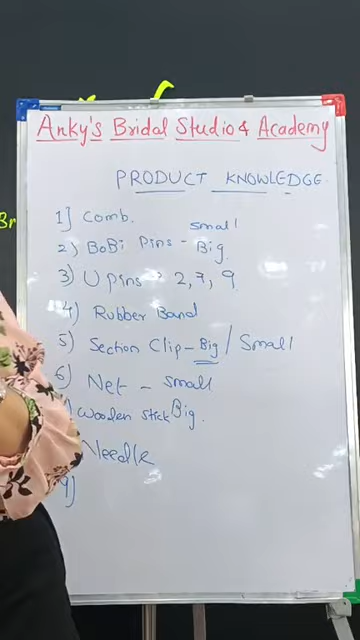 Anky's Bridal Studio & Academy
PRODUCT KNOWLEDGE
1] Comb.
small
2) BoBi Pins - Big.
3) U pins : 2, 7, 9
4) Rubber Band
5) Section Clip - Big / Small
6) Net - small
) Wooden stick Big.
Needle
9)
Br